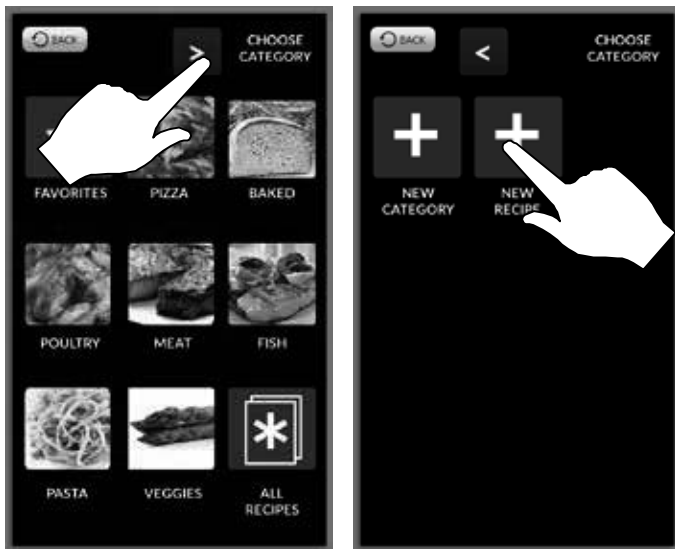 BACK
>
CHOOSE
CATEGORY
FAVORITES
PIZZA
BAKED
POULTRY
MEAT
FISH
PASTA
VEGGIES
ALL
RECIPES
BACK
<
CHOOSE
CATEGORY
NEW
CATEGORY
NEW
RECIPE